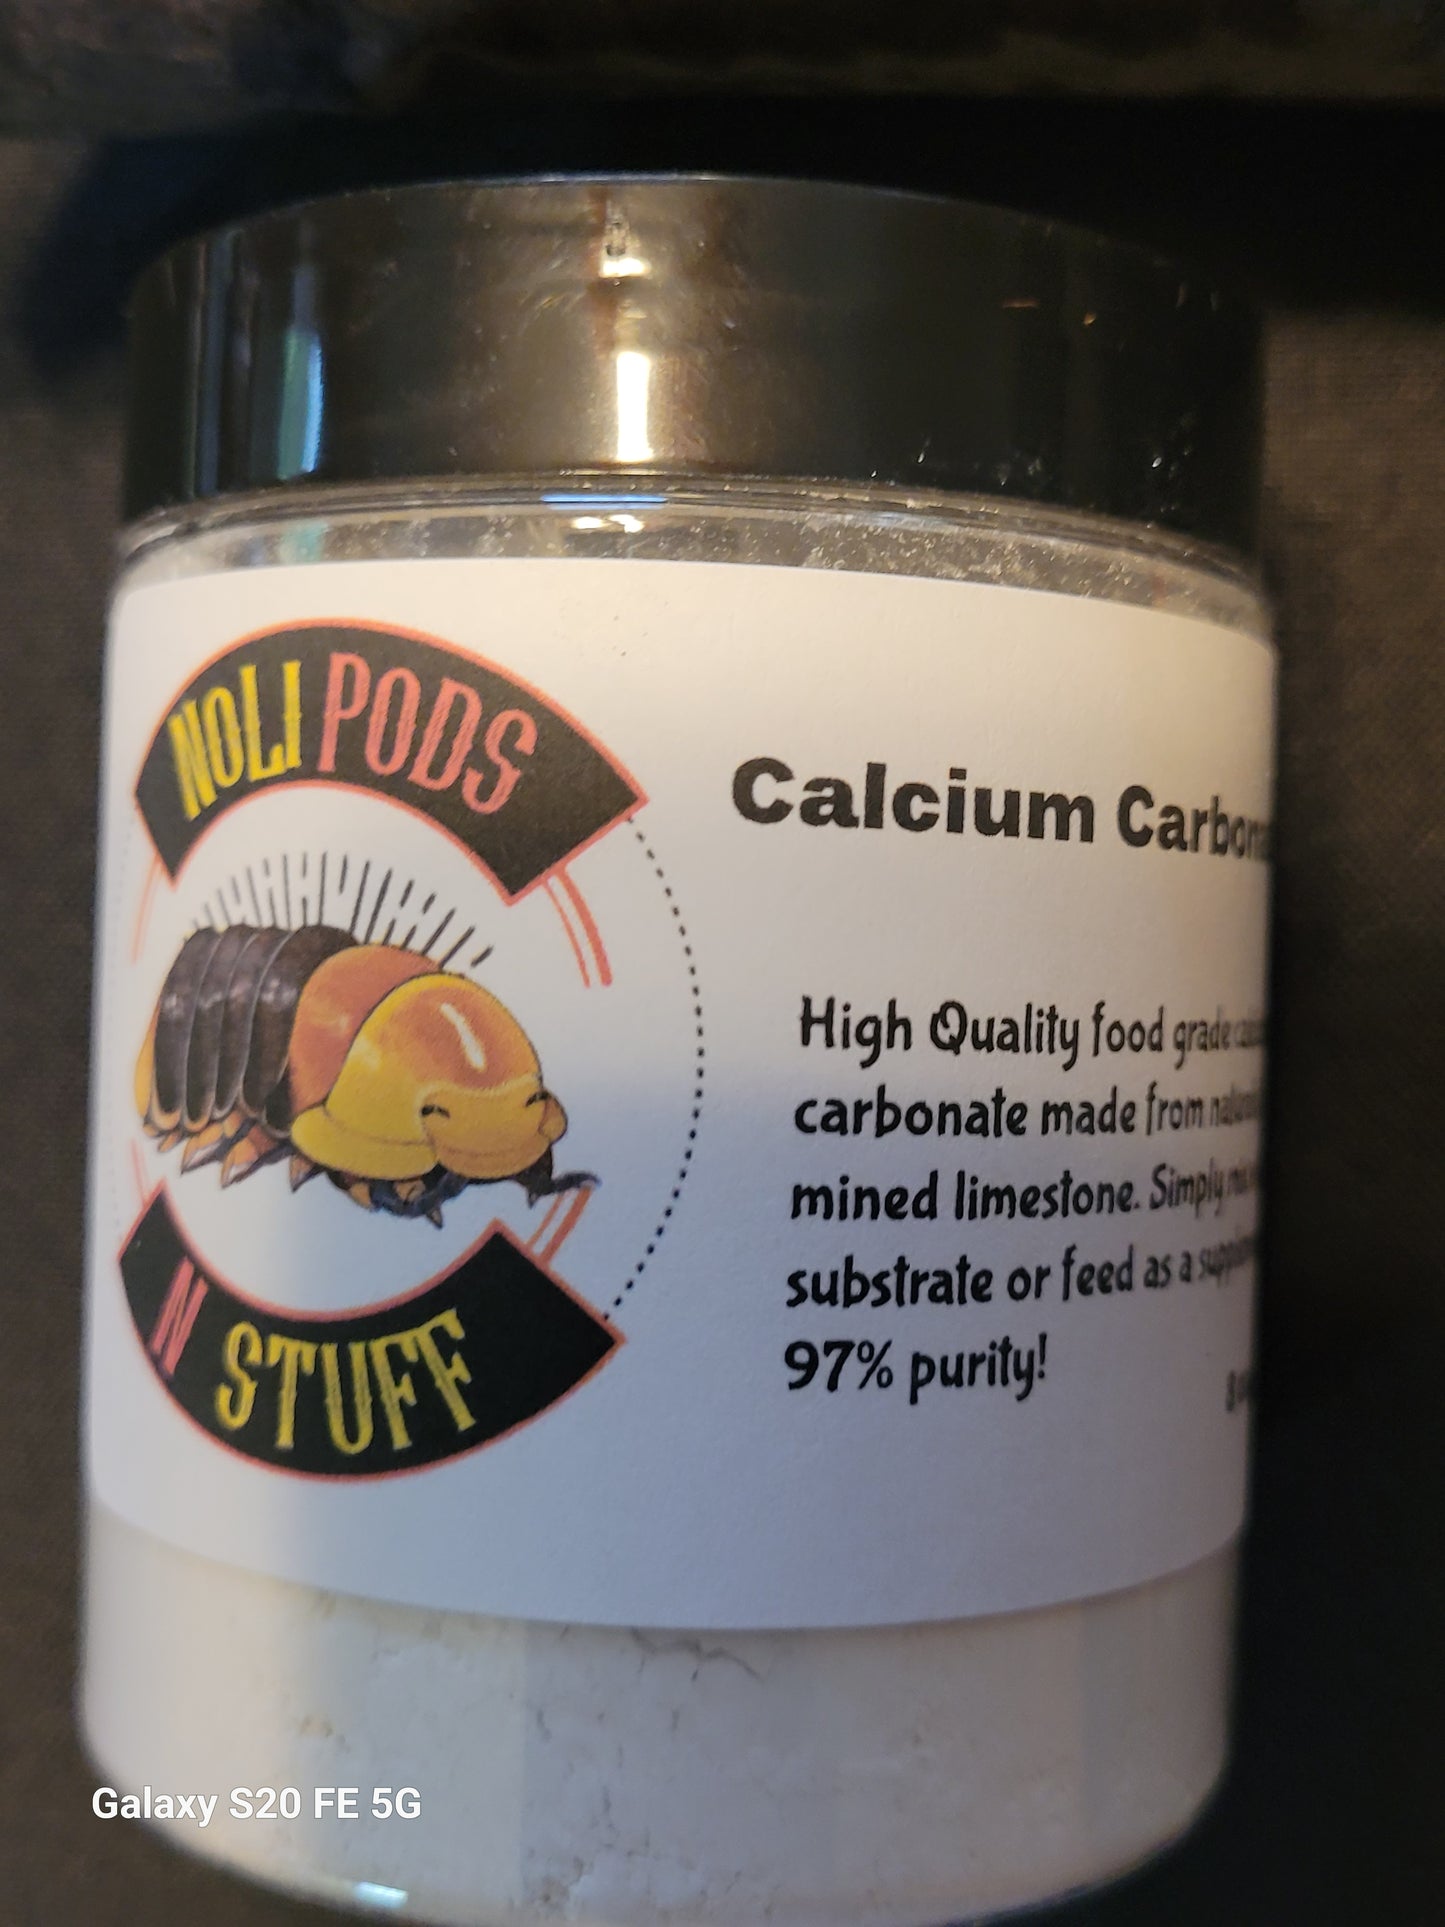 NOLI PODS
N STUFF
Calcium
High Quality food grade
carbonate made from
mined limestone. Simply
substrate or feed as a
97% purity!
Galaxy S20 FE 5G